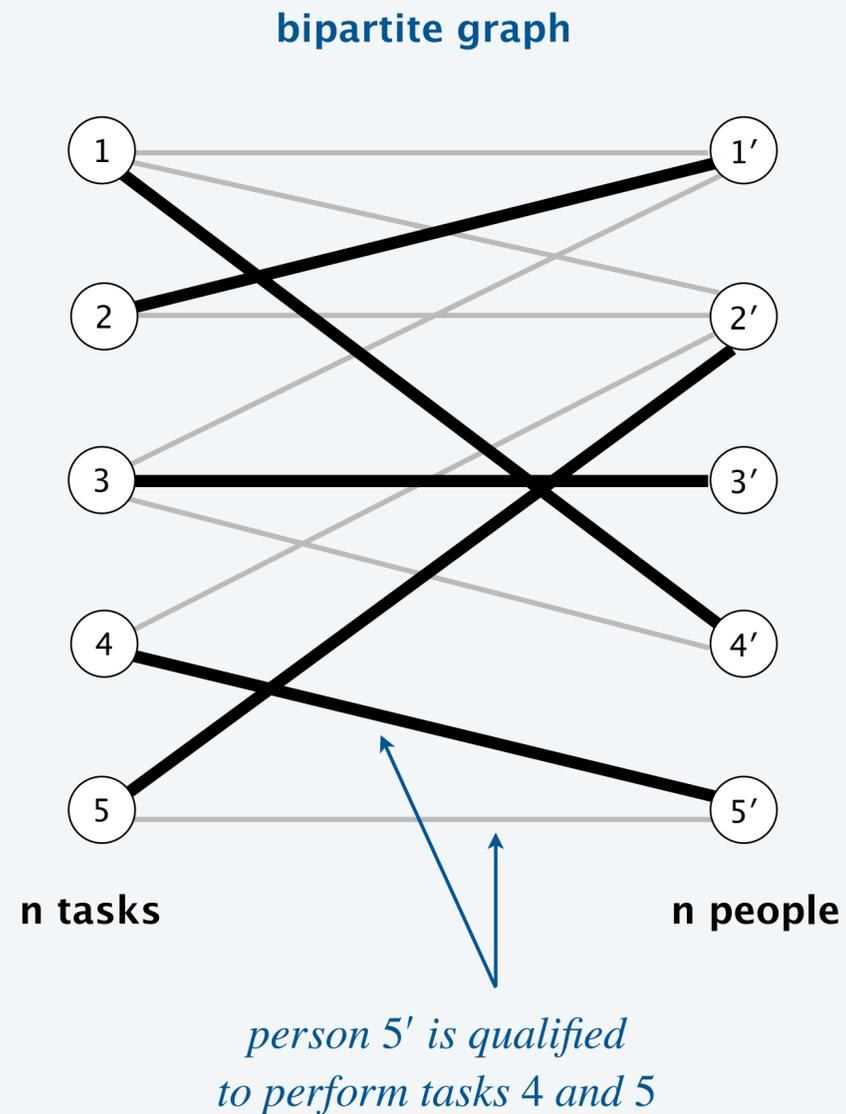 bipartite graph
1 1′
2 2′
3 3′
4 4′
5 5′
n tasks n people
person 5′ is qualified
to perform tasks 4 and 5